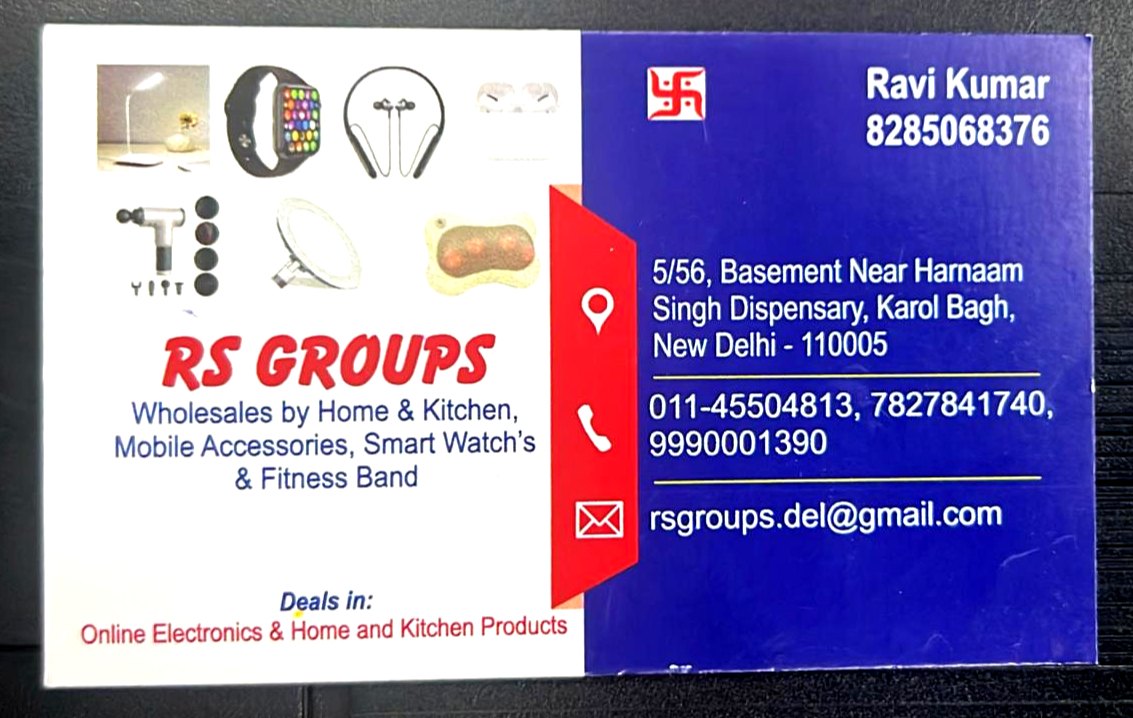 RS GROUPS
Wholesales by Home & Kitchen,
Mobile Accessories, Smart Watch's
& Fitness Band
Deals in:
Online Electronics & Home and Kitchen Products
Ravi Kumar
8285068376
5/56, Basement Near Harnaam
Singh Dispensary, Karol Bagh,
New Delhi - 110005
011-45504813, 7827841740,
9990001390
rsgroups.del@gmail.com